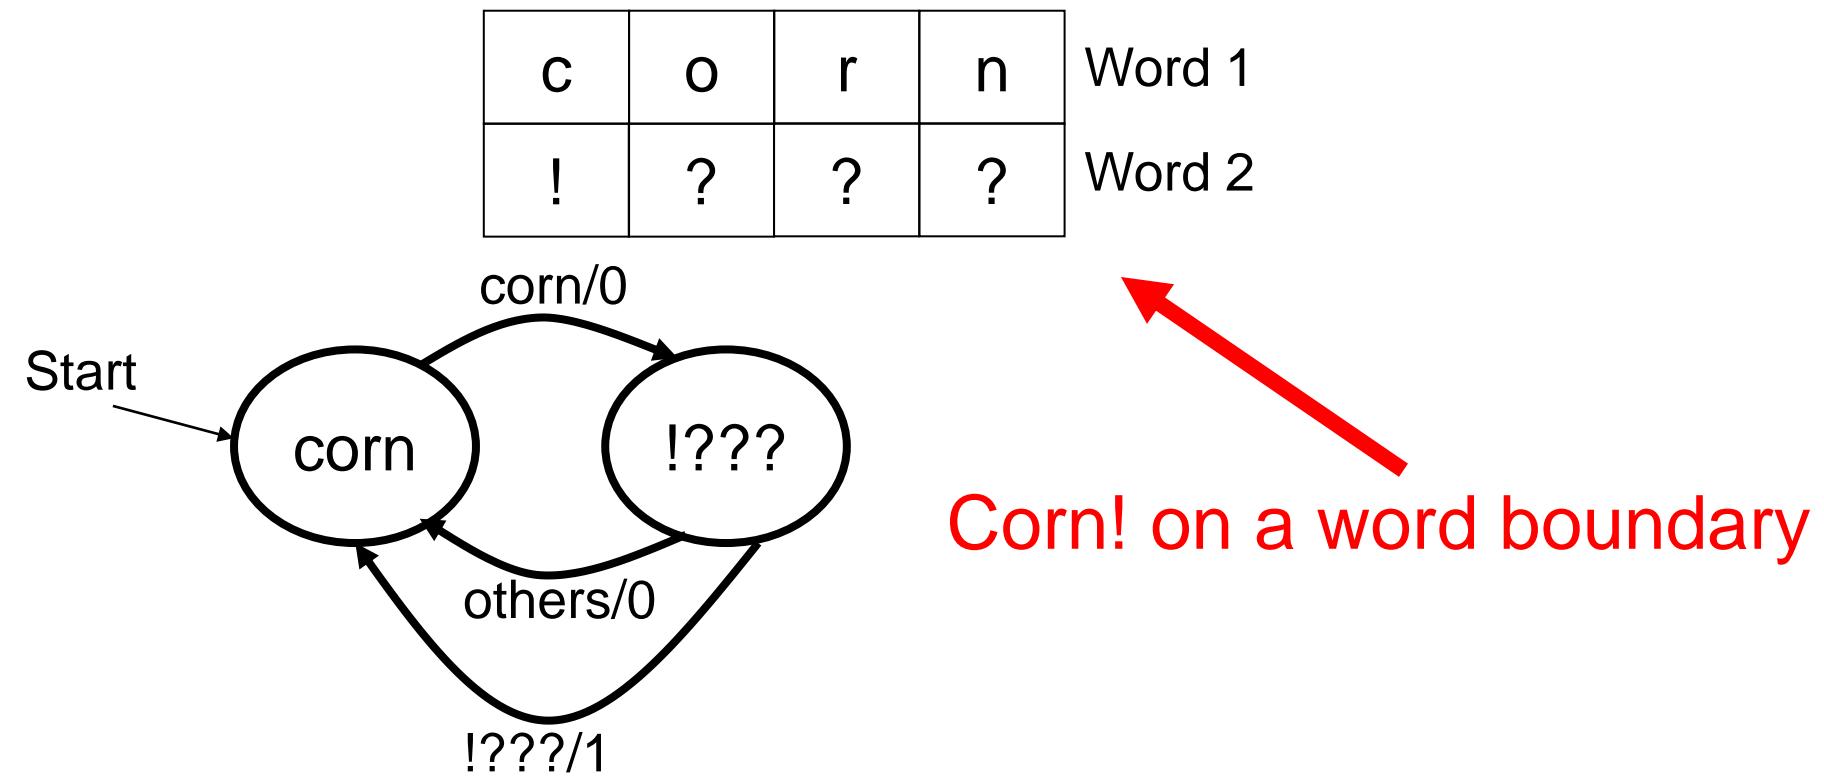 c o r n Word 1
! ? ? ? Word 2
corn/0
Start
corn !???
Corn! on a word boundary
others/0
!???/1